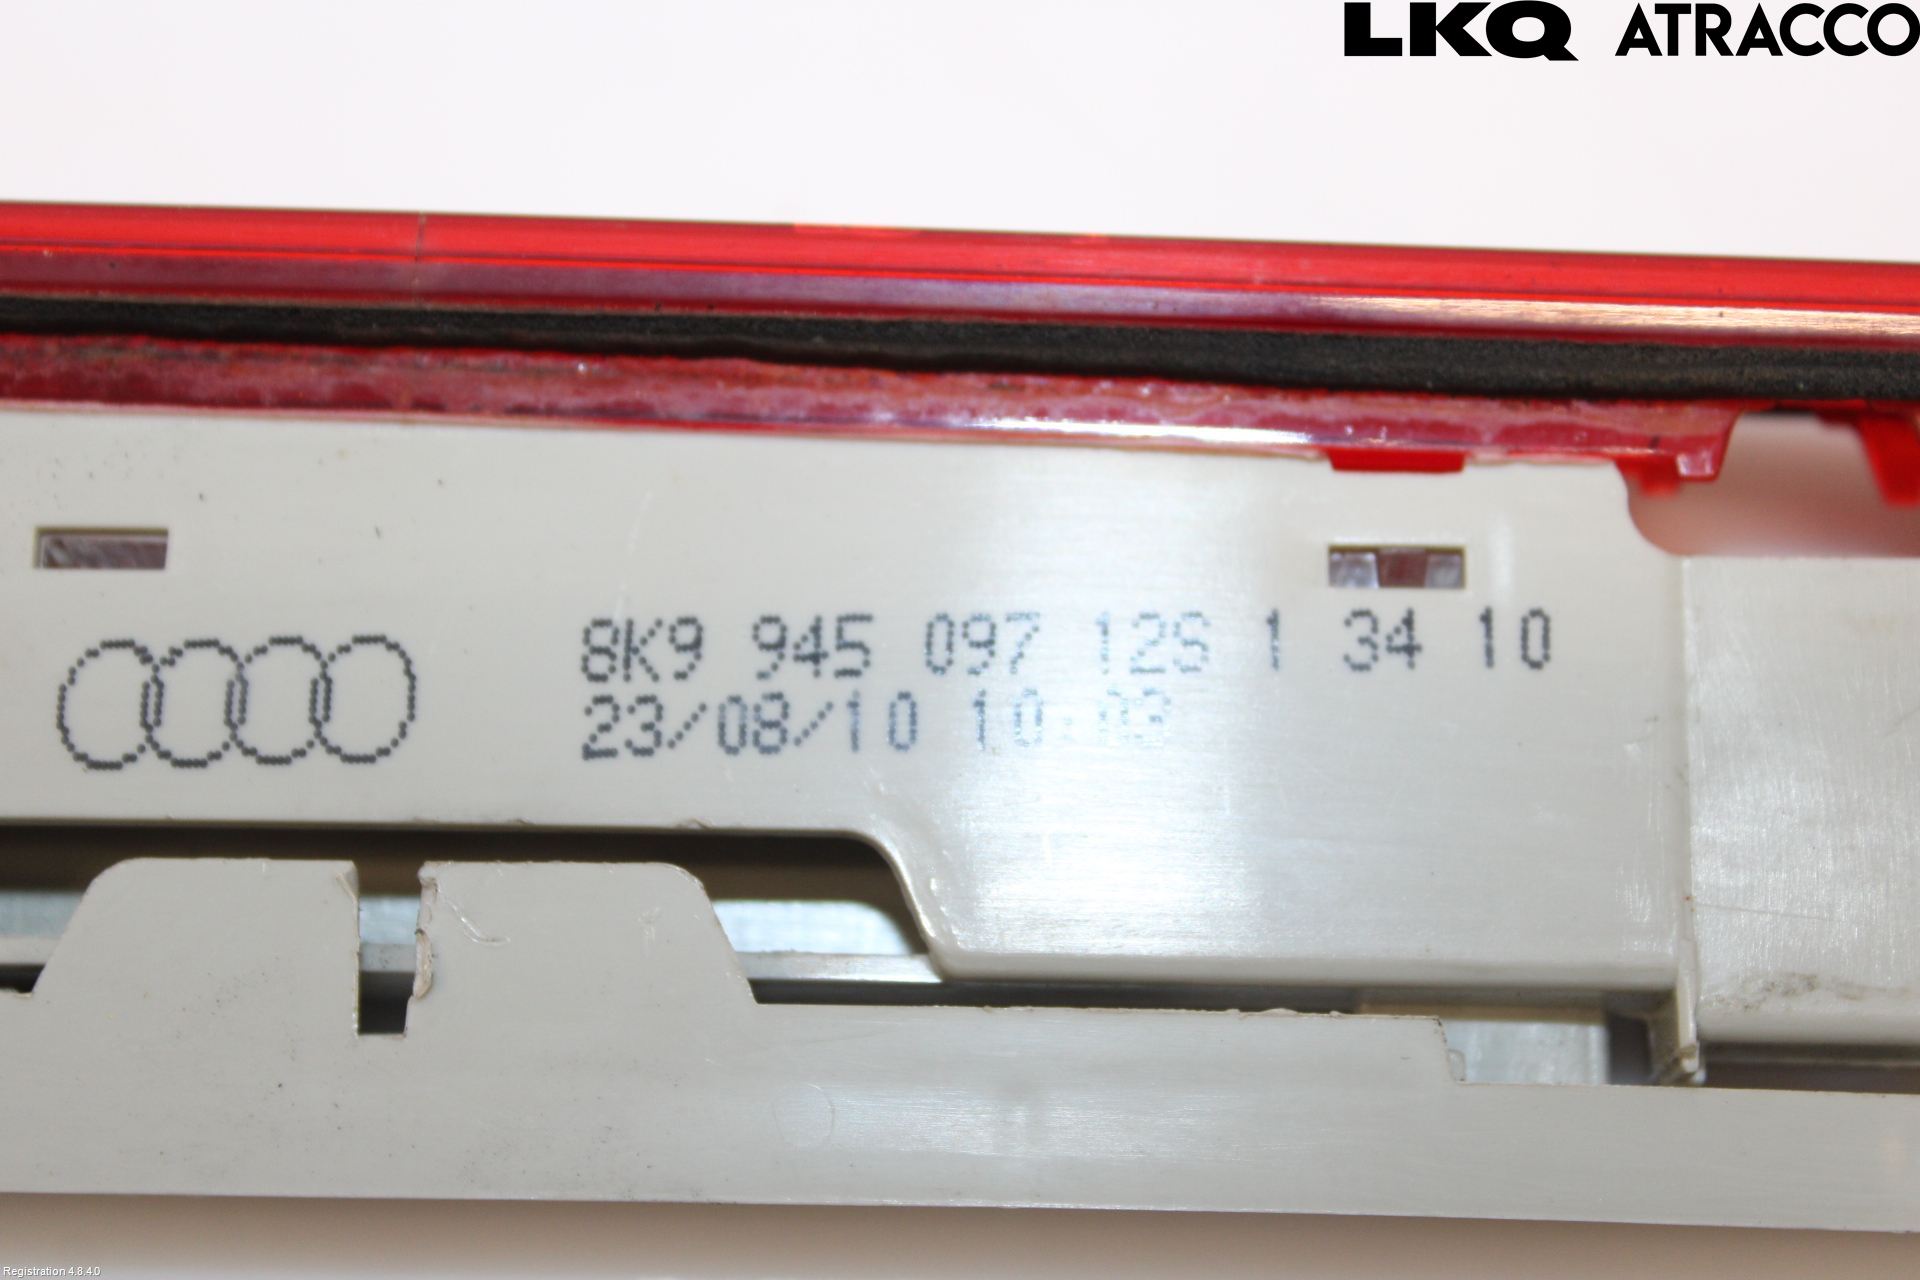 LKQ ATRACCO
8K9 945 097 12S 1 34 10
23/08/10
Registration 4.8.4.0